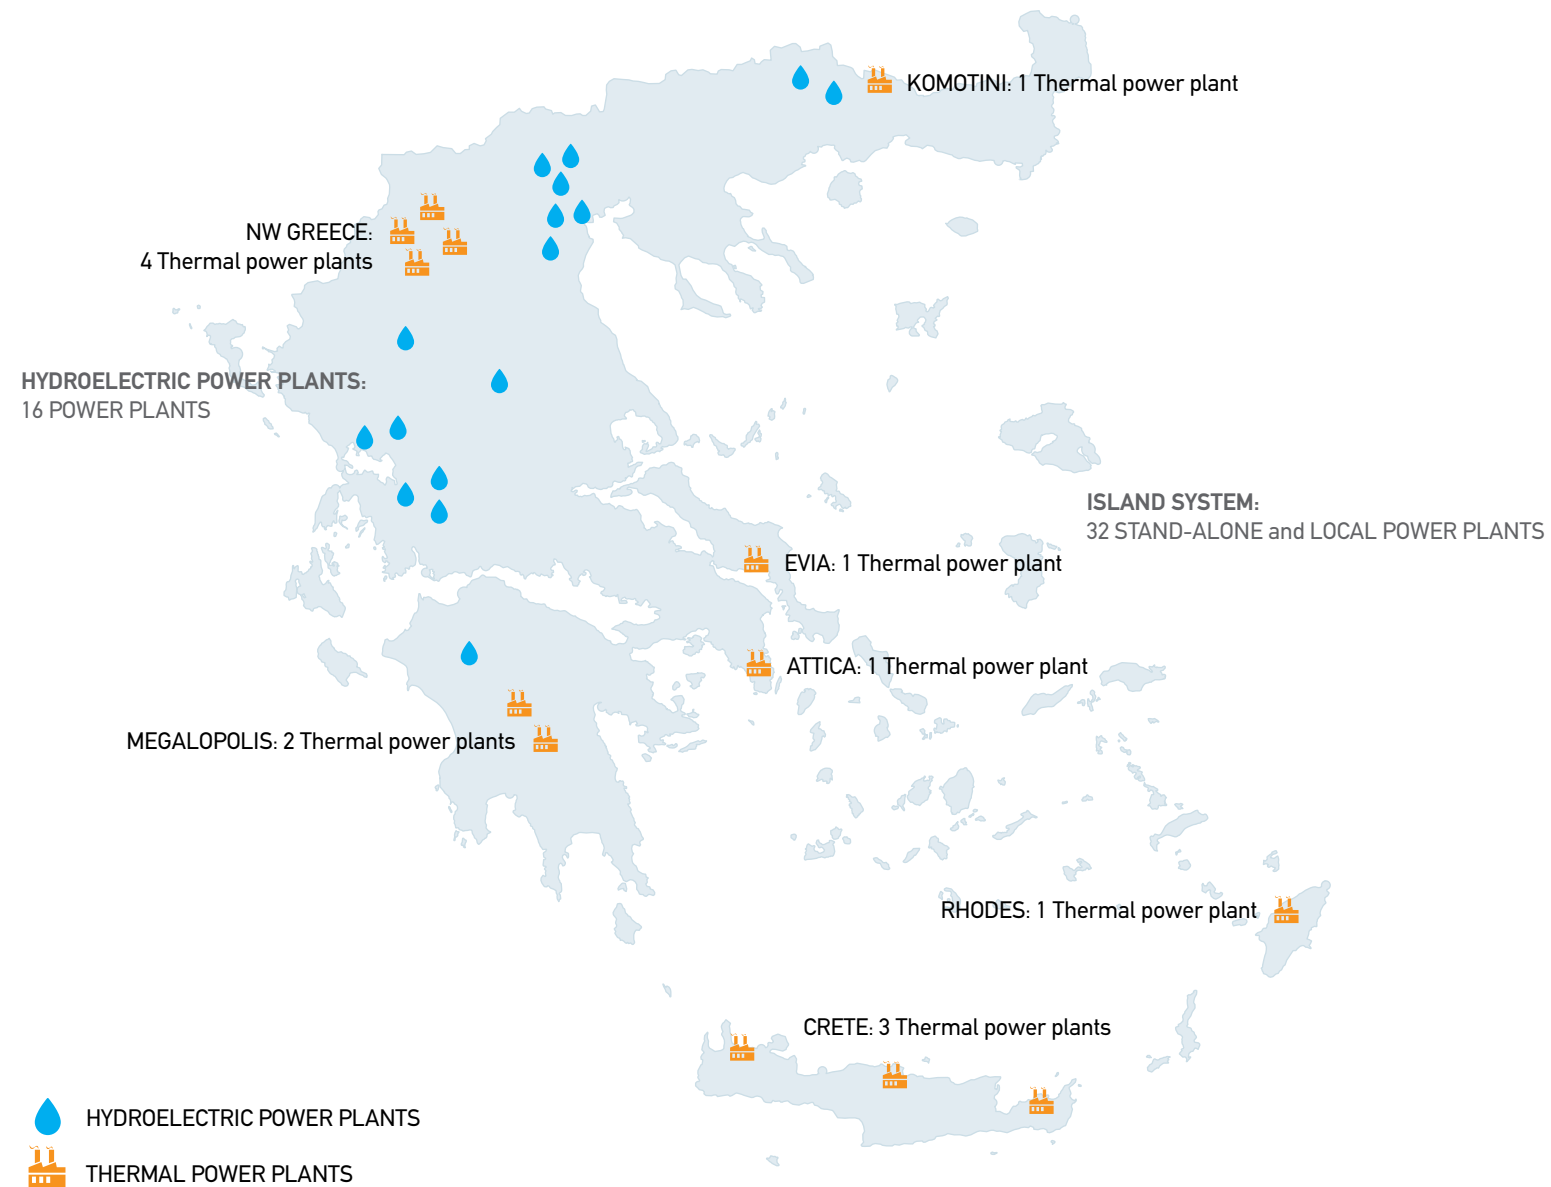 KOMOTINI: 1 Thermal power plant
NW GREECE:
4 Thermal power plants
HYDROELECTRIC POWER PLANTS:
16 POWER PLANTS
ISLAND SYSTEM:
32 STAND-ALONE and LOCAL POWER PLANTS
EVIA: 1 Thermal power plant
ATTICA: 1 Thermal power plant
MEGALOPOLIS: 2 Thermal power plants
RHODES: 1 Thermal power plant
CRETE: 3 Thermal power plants
HYDROELECTRIC POWER PLANTS
THERMAL POWER PLANTS